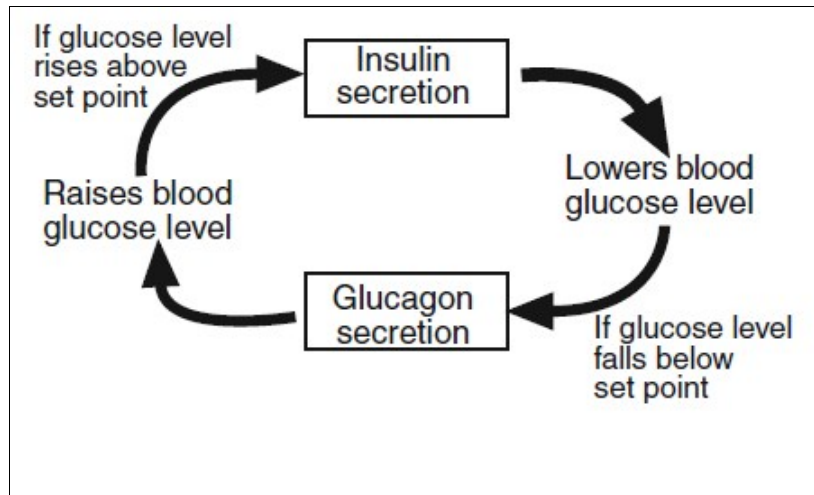 If glucose level
rises above
set point
Insulin
secretion
Lowers blood
glucose level
Raises blood
glucose level
Glucagon
secretion
If glucose level
falls below
set point